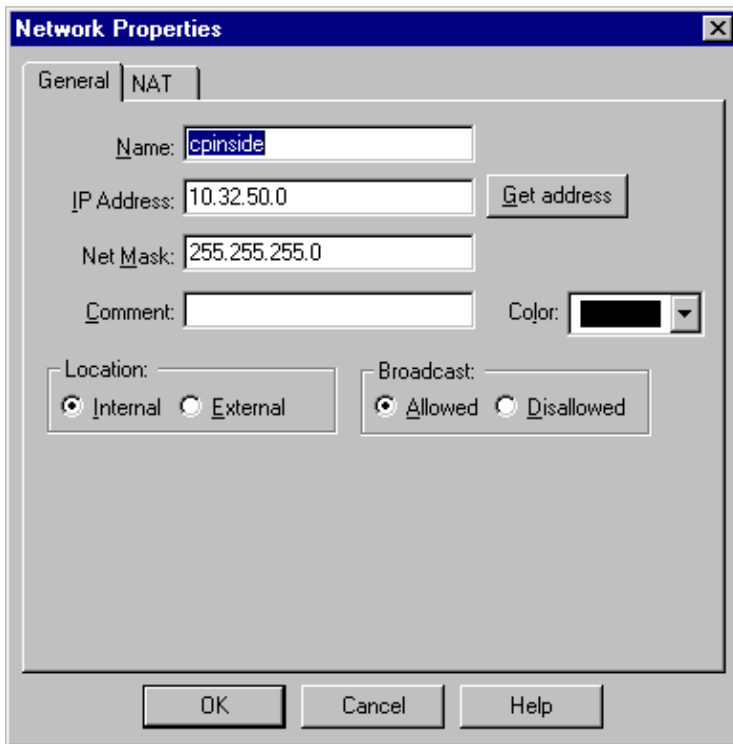 Network Properties
General NAT
Name: cpinside
IP Address: 10.32.50.0 Get address
Net Mask: 255.255.255.0
Comment: Color:
Location: Broadcast:
Internal External Allowed Disallowed
OK Cancel Help